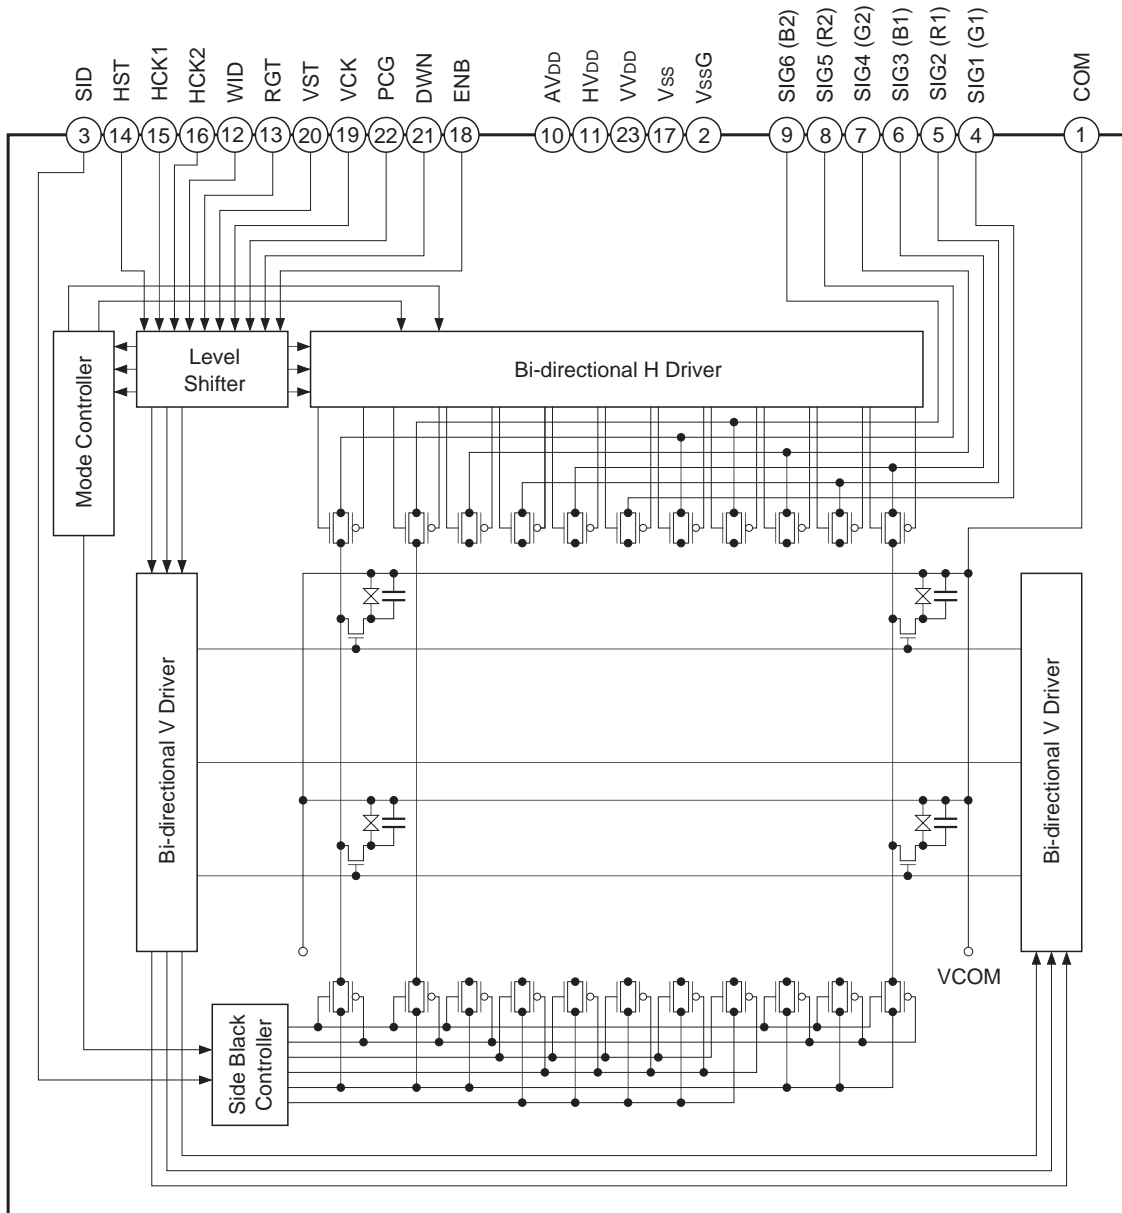 SID
HST
HCK1
HCK2
WID
RGT
VST
VCK
PCG
DWN
ENB
AVDD
HVDD
VVDD
VSS
VSSG
SIG6 (B2)
SIG5 (R2)
SIG4 (G2)
SIG3 (B1)
SIG2 (R1)
SIG1 (G1)
COM
3
14
15
16
12
13
20
19
22
21
18
10
11
23
17
2
9
8
7
6
5
4
1
Mode Controller
Level
Shifter
Bi-directional H Driver
Bi-directional V Driver
Bi-directional V Driver
VCOM
Side Black
Controller